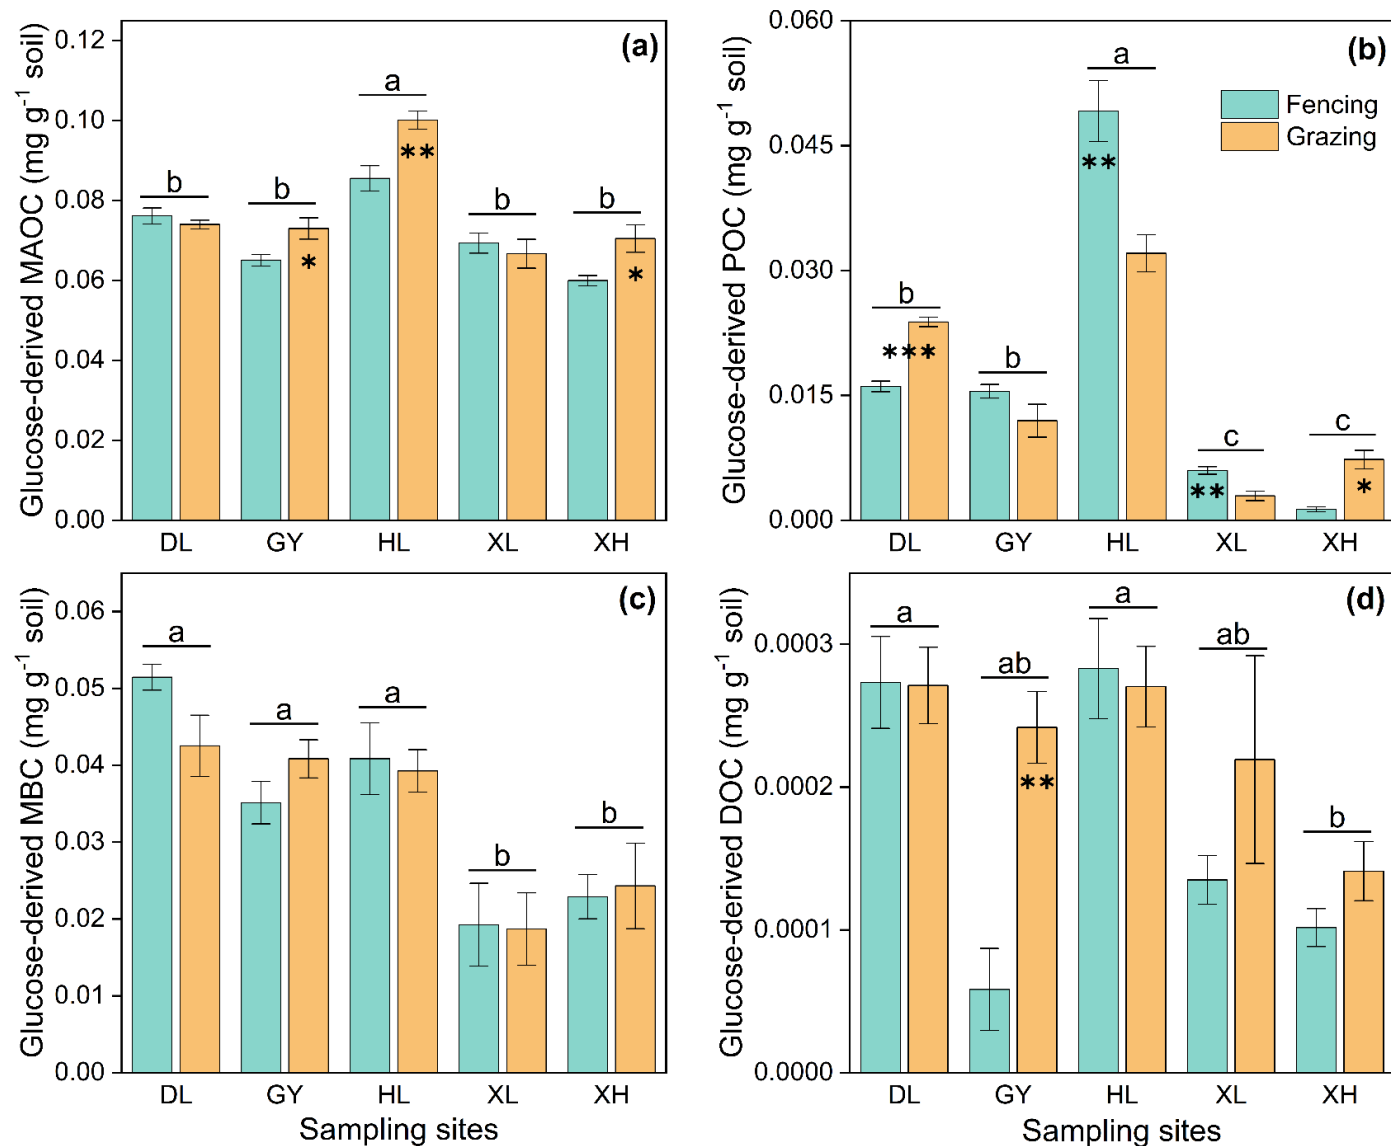 (a)
Glucose-derived MAOC (mg g⁻¹ soil)
0.12
0.10
0.08
0.06
0.04
0.02
0.00
b
b
*
a
**
b
b
*
DL GY HL XL XH
(b)
Glucose-derived POC (mg g⁻¹ soil)
0.060
0.045
0.030
0.015
0.000
Fencing
Grazing
b
***
b
a
**
c
**
c
*
DL GY HL XL XH
(c)
Glucose-derived MBC (mg g⁻¹ soil)
0.06
0.05
0.04
0.03
0.02
0.01
0.00
a
a
a
b
b
DL GY HL XL XH
Sampling sites
(d)
Glucose-derived DOC (mg g⁻¹ soil)
0.0003
0.0002
0.0001
0.0000
a
ab
**
a
ab
b
DL GY HL XL XH
Sampling sites